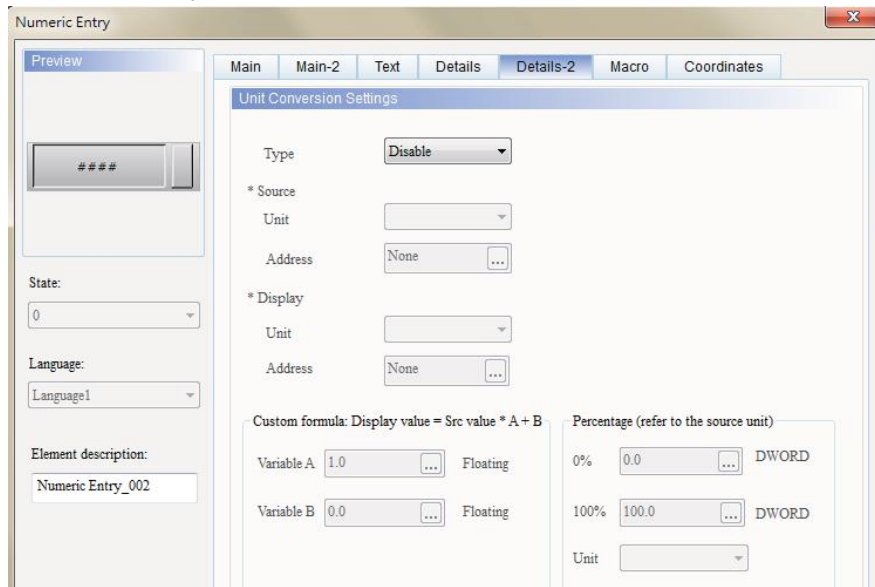 Numeric Entry
Preview
####
State:
0
Language:
Language1
Element description:
Numeric Entry_002
Main Main-2 Text Details Details-2 Macro Coordinates
Unit Conversion Settings
Type Disable
* Source
Unit
Address None ...
* Display
Unit
Address None ...
Custom formula: Display value = Src value * A + B
Variable A 1.0 ... Floating
Variable B 0.0 ... Floating
Percentage (refer to the source unit)
0% 0.0 ... DWORD
100% 100.0 ... DWORD
Unit